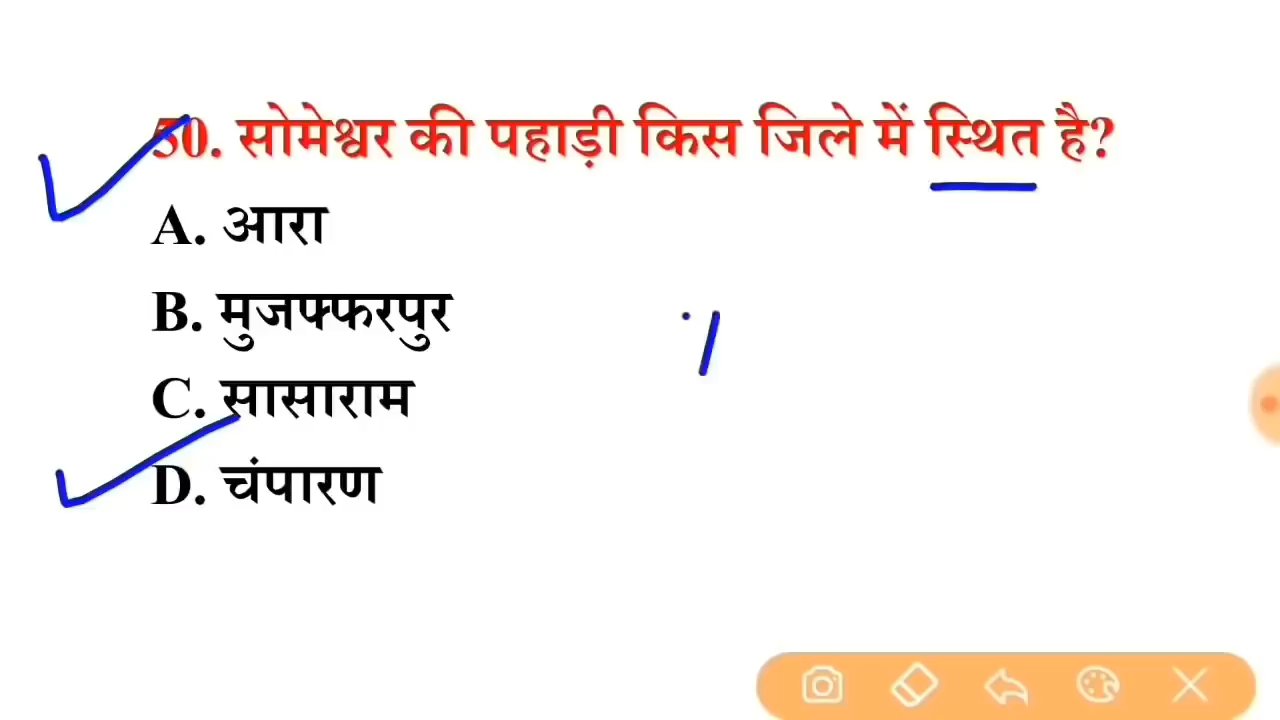 50. सोमेश्वर की पहाड़ी किस जिले में स्थित है?
A. आरा
B. मुजफ्फरपुर
C. सासाराम
D. चंपारण